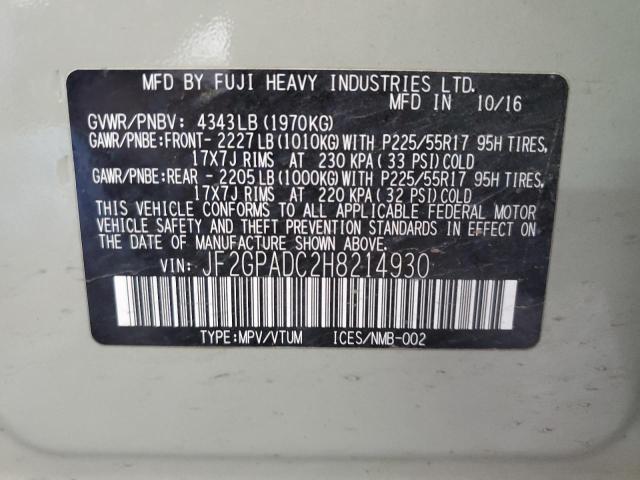 MFD BY FUJI HEAVY INDUSTRIES LTD.
MFD IN 10/16
GVWR/PNBV: 4343LB (1970KG)
GAWR/PNBE:FRONT- 2227 LB (1010KG) WITH P225/55R17 95H TIRES,
17X7J RIMS AT 230 KPA ( 33 PSI) COLD
GAWR/PNBE:REAR - 2205 LB (1000KG) WITH P225/55R17 95H TIRES,
17X7J RIMS AT 220 KPA ( 32 PSI) COLD
THIS VEHICLE CONFORMS TO ALL APPLICABLE FEDERAL MOTOR
VEHICLE SAFETY AND THEFT PREVENTION STANDARDS IN EFFECT
ON THE DATE OF MANUFACTURE SHOWN ABOVE.
VIN: JF2GPADC2H8214930
TYPE:MPV/VTUM ICES/NMB-002